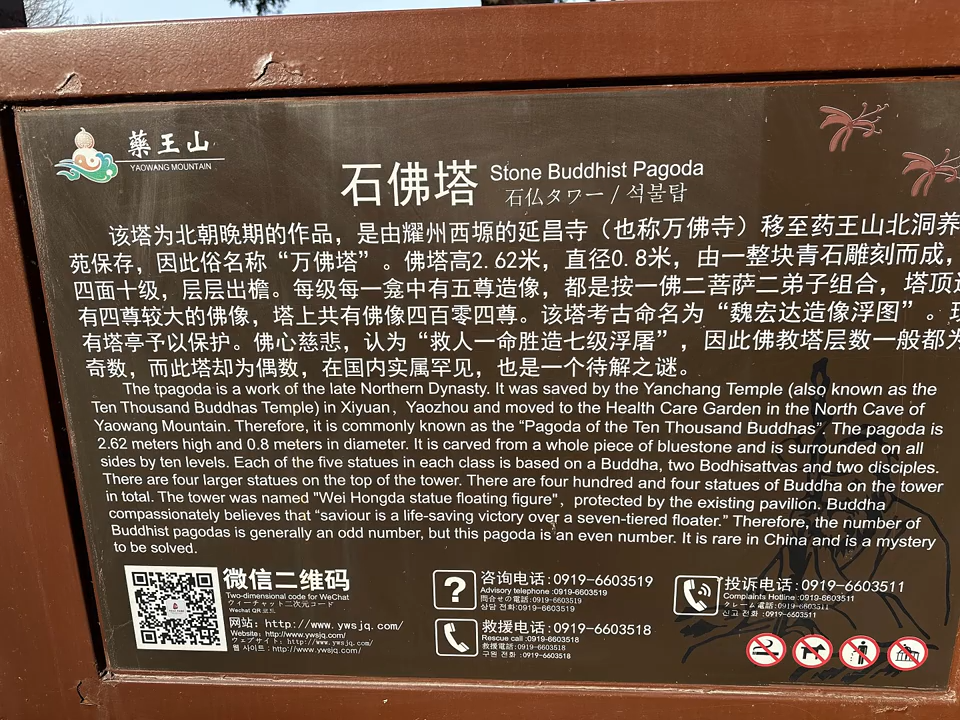 藥王山
YAOWANG MOUNTAIN
石佛塔 Stone Buddhist Pagoda
石仏タワー / 석불탑
该塔为北朝晚期的作品，是由耀州西塬的延昌寺（也称万佛寺）移至药王山北洞养
苑保存，因此俗名称“万佛塔”。佛塔高2.62米，直径0.8米，由一整块青石雕刻而成，
四面十级，层层出檐。每级每一龛中有五尊造像，都是按一佛二菩萨二弟子组合，塔顶
有四尊较大的佛像，塔上共有佛像四百零四尊。该塔考古命名为“魏宏达造像浮图”。
有塔亭予以保护。佛心慈悲，认为“救人一命胜造七级浮屠”，因此佛教塔层数一般都为
奇数，而此塔却为偶数，在国内实属罕见，也是一个待解之谜。
The tpagoda is a work of the late Northern Dynasty. It was saved by the Yanchang Temple (also known as the
Ten Thousand Buddhas Temple) in Xiyuan，Yaozhou and moved to the Health Care Garden in the North Cave of
Yaowang Mountain. Therefore, it is commonly known as the “Pagoda of the Ten Thousand Buddhas”. The pagoda is
2.62 meters high and 0.8 meters in diameter. It is carved from a whole piece of bluestone and is surrounded on all
sides by ten levels. Each of the five statues in each class is based on a Buddha, two Bodhisattvas and two disciples.
There are four larger statues on the top of the tower. There are four hundred and four statues of Buddha on the tower
in total. The tower was named "Wei Hongda statue floating figure"，protected by the existing pavilion. Buddha
compassionately believes that “saviour is a life-saving victory over a seven-tiered floater.” Therefore, the number of
Buddhist pagodas is generally an odd number, but this pagoda is an even number. It is rare in China and is a mystery
to be solved.
微信二维码
Two-dimensional code for WeChat
ウィーチャット二次元コード
Wechat QR 코드
网站：http://www.ywsjq.com/
Website: http://www.ywsjq.com/
ウェブサイト：http://www.ywsjq.com/
웹 사이트 : http://www.ywsjq.com/
咨询电话：0919-6603519
Advisory telephone:0919-6603519
問合せの電話：0919-6603519
상담 전화:0919-6603519
救援电话：0919-6603518
Rescue call :0919-6603518
救援電話：0919-6603518
구원 전화 :0919-6603518
投诉电话：0919-6603511
Complaints Hotline :0919-6603511
クレーム電話：0919-6603511
신고 전화 :0919-6603511